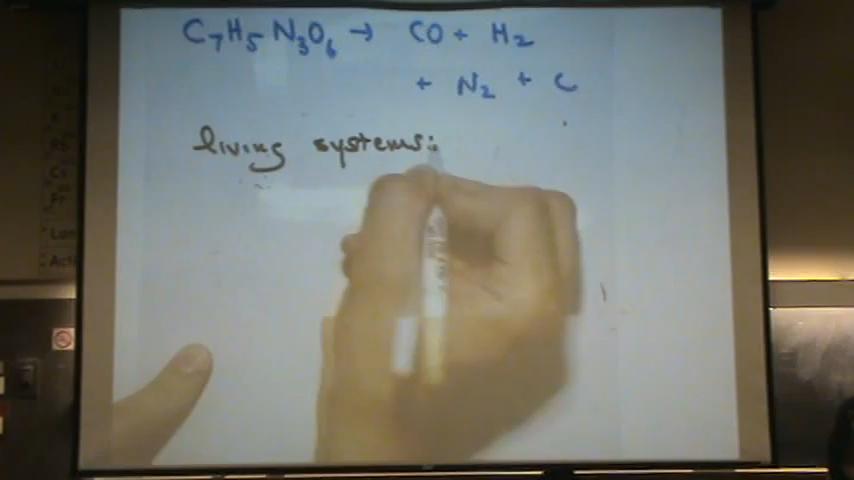 C₇H₅N₃O₆ → CO + H₂
+ N₂ + C
living systems: